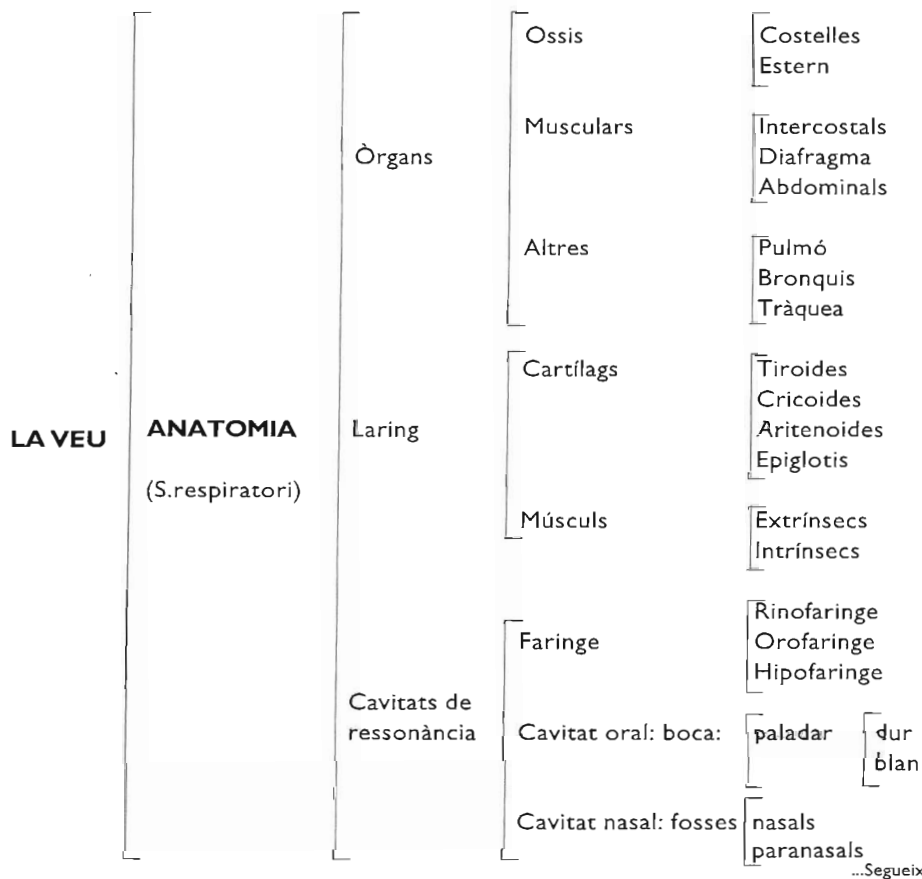 LA VEU
ANATOMIA
(S.respiratori)
Òrgans
Ossis
Costelles
Estern
Musculars
Intercostals
Diafragma
Abdominals
Altres
Pulmó
Bronquis
Tràquea
Laring
Cartílags
Tiroides
Cricoides
Aritenoides
Epiglotis
Músculs
Extrínsecs
Intrínsecs
Cavitats de
ressonància
Faringe
Rinofaringe
Orofaringe
Hipofaringe
Cavitat oral: boca:
paladar
dur
blan
Cavitat nasal: fosses
nasals
paranasals
...Segueix